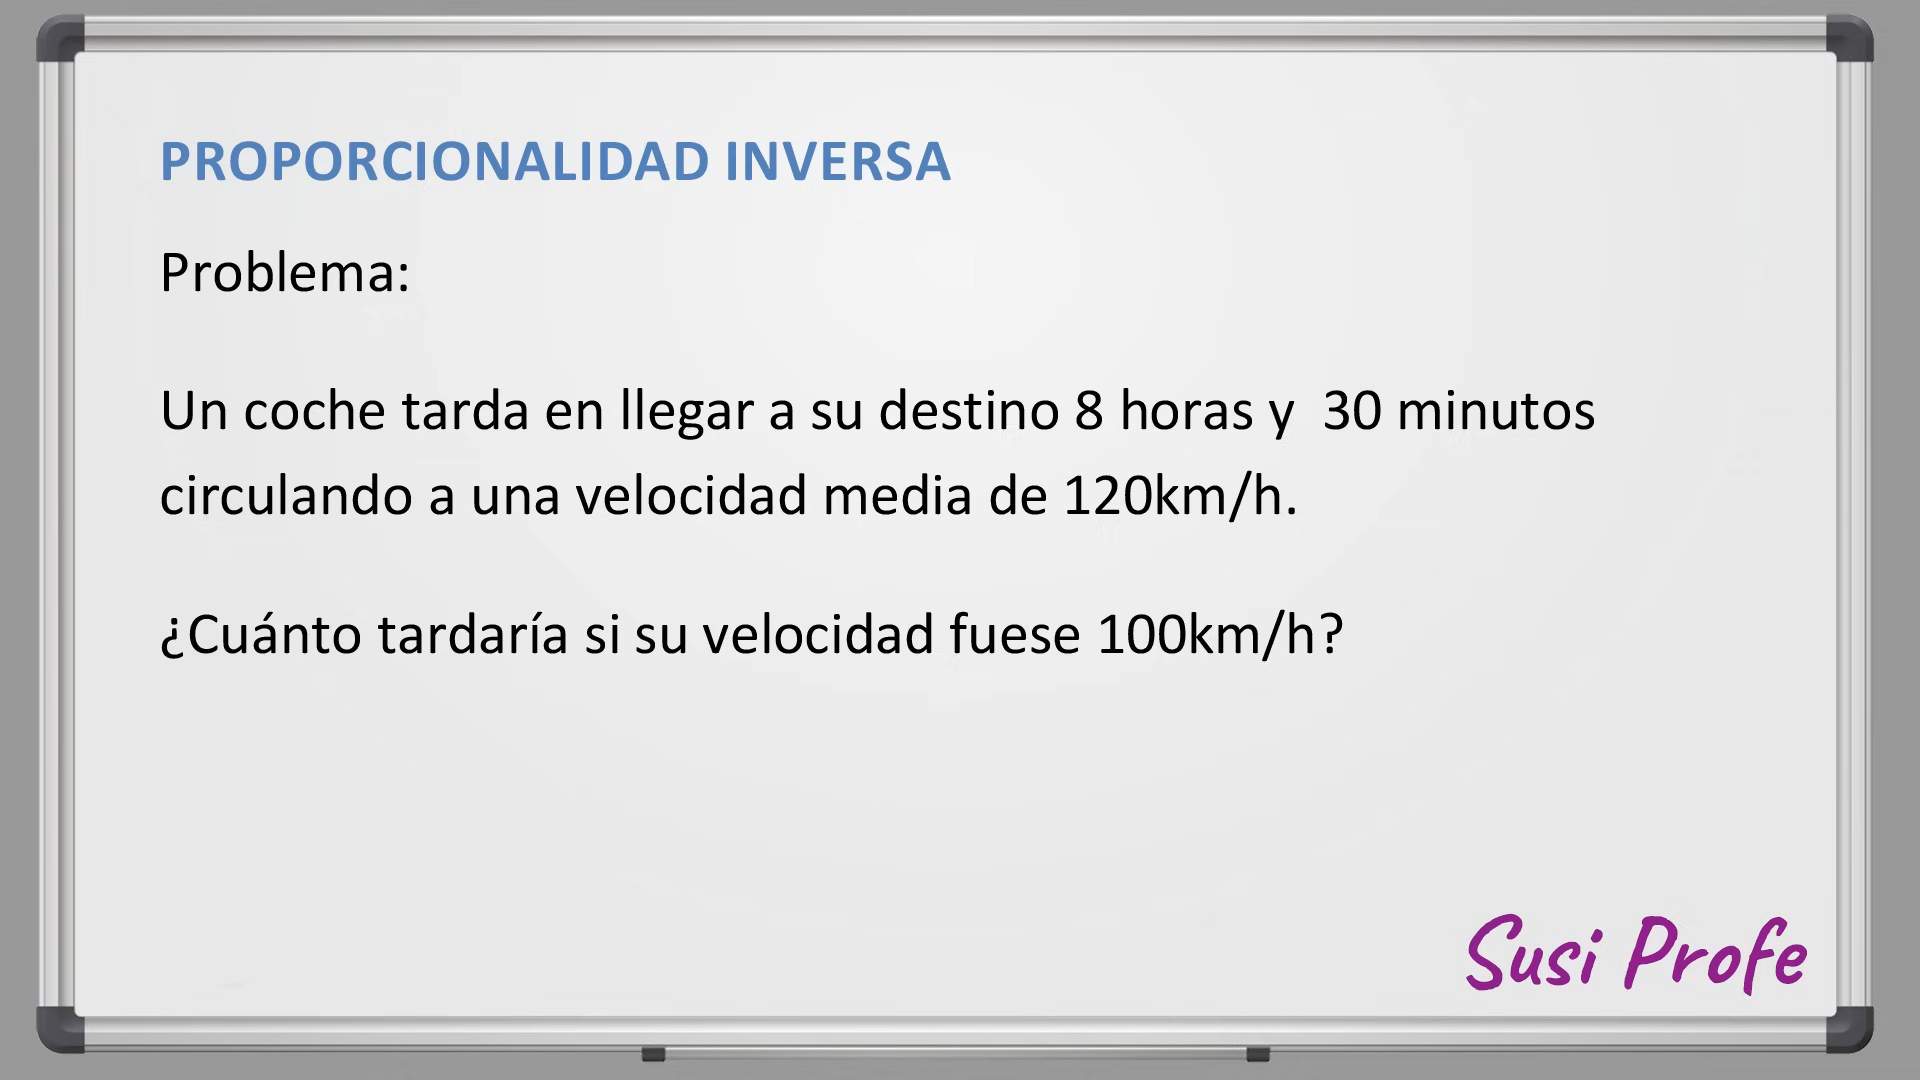 PROPORCIONALIDAD INVERSA
Problema:
Un coche tarda en llegar a su destino 8 horas y  30 minutos
circulando a una velocidad media de 120km/h.
¿Cuánto tardaría si su velocidad fuese 100km/h?
Susi Profe